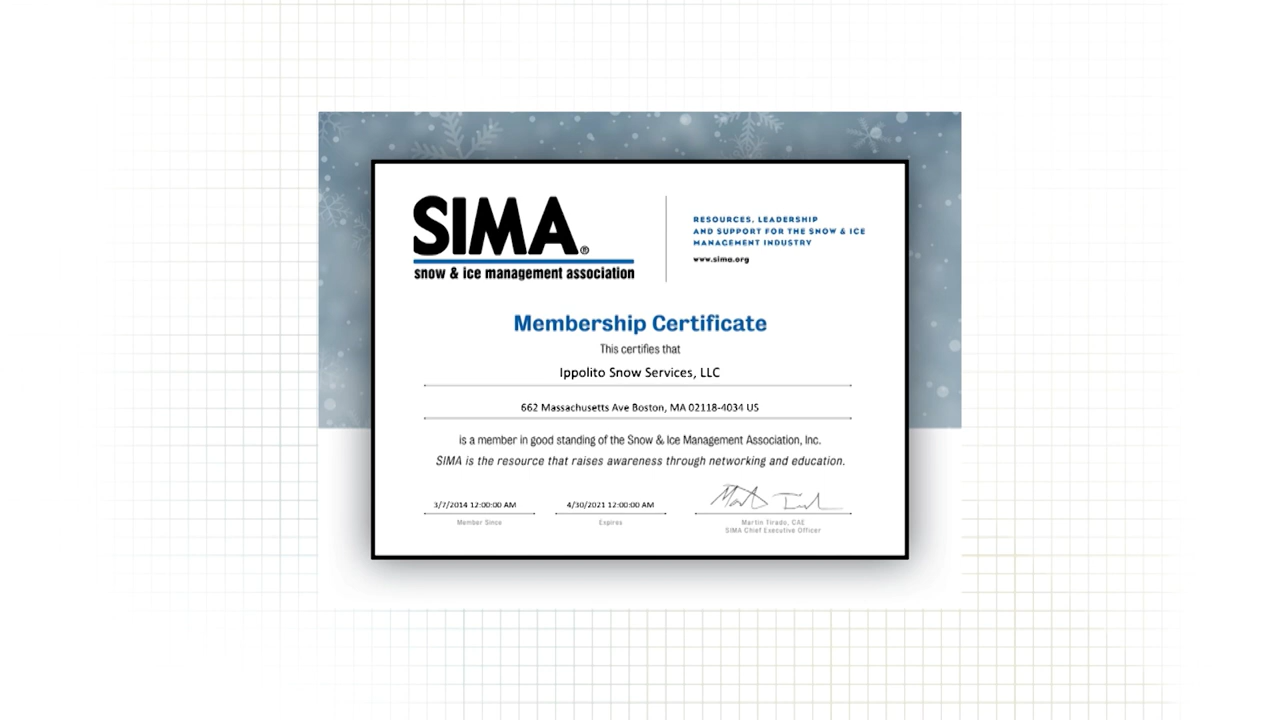 SIMA®
snow & ice management association
RESOURCES, LEADERSHIP
AND SUPPORT FOR THE SNOW & ICE
MANAGEMENT INDUSTRY
www.sima.org
Membership Certificate
This certifies that
Ippolito Snow Services, LLC
662 Massachusetts Ave Boston, MA 02118-4034 US
is a member in good standing of the Snow & Ice Management Association, Inc.
SIMA is the resource that raises awareness through networking and education.
3/7/2014 12:00:00 AM
Member Since
4/30/2021 12:00:00 AM
Expires
Martin Tirado, CAE
SIMA Chief Executive Officer